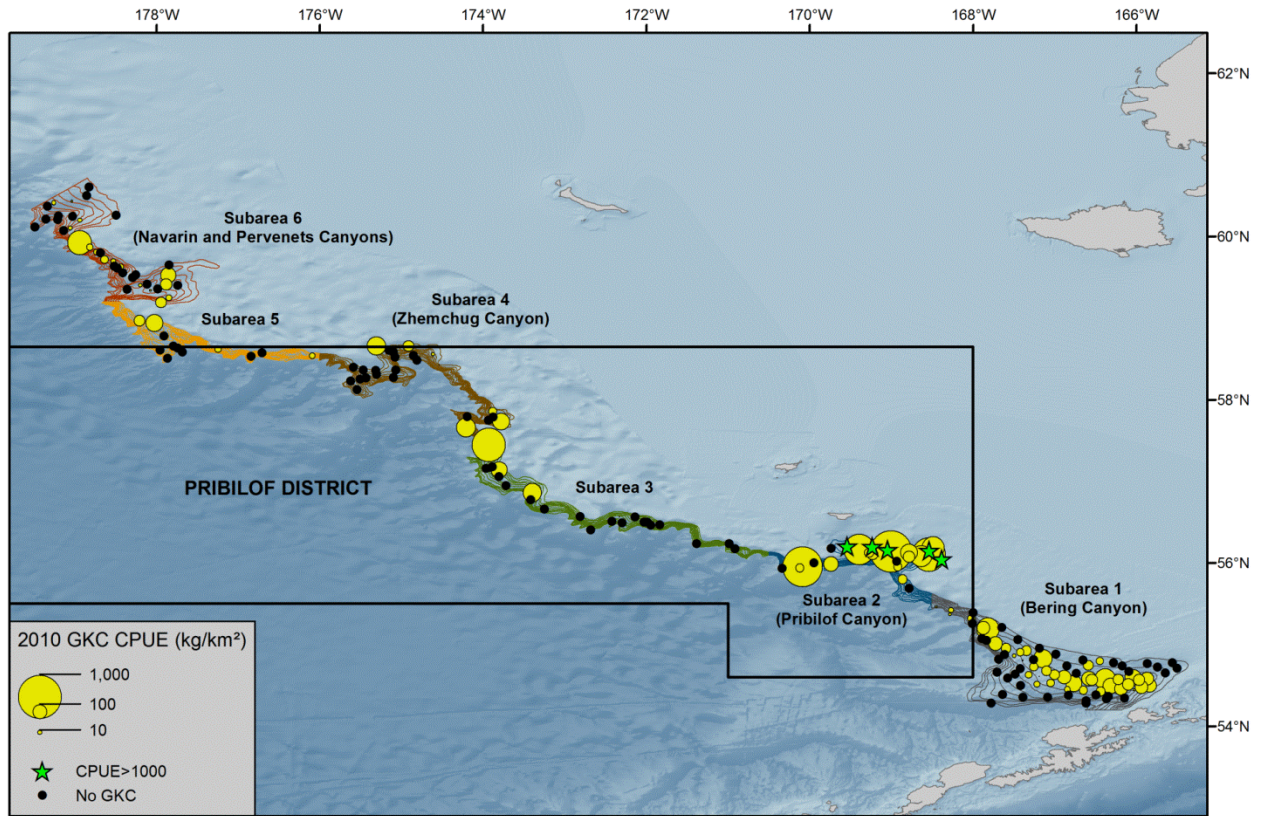 178°W 176°W 174°W 172°W 170°W 168°W 166°W
62°N
Subarea 6
(Navarin and Pervenets Canyons)
60°N
Subarea 4
(Zhemchug Canyon)
Subarea 5
58°N
PRIBILOF DISTRICT
Subarea 3
56°N
Subarea 1
(Bering Canyon)
Subarea 2
(Pribilof Canyon)
2010 GKC CPUE (kg/km²)
1,000
100
10
CPUE>1000
No GKC
54°N